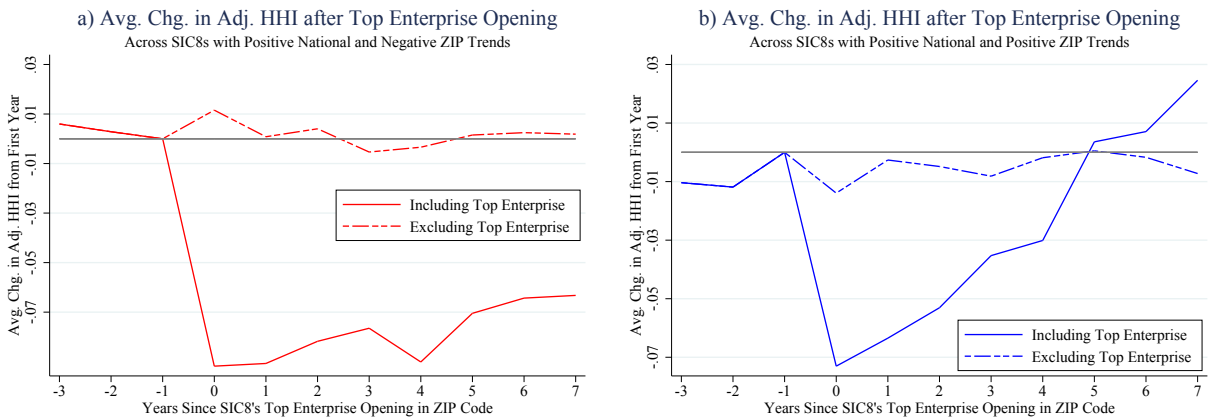 a) Avg. Chg. in Adj. HHI after Top Enterprise Opening
Across SIC8s with Positive National and Negative ZIP Trends
Avg. Chg. in Adj. HHI from First Year
.03
.01
-.01
-.03
-.05
-.07
Including Top Enterprise
Excluding Top Enterprise
-3 -2 -1 0 1 2 3 4 5 6 7
Years Since SIC8's Top Enterprise Opening in ZIP Code
b) Avg. Chg. in Adj. HHI after Top Enterprise Opening
Across SIC8s with Positive National and Positive ZIP Trends
Avg. Chg. in Adj. HHI from First Year
.03
.01
-.01
-.03
-.05
-.07
Including Top Enterprise
Excluding Top Enterprise
-3 -2 -1 0 1 2 3 4 5 6 7
Years Since SIC8's Top Enterprise Opening in ZIP Code